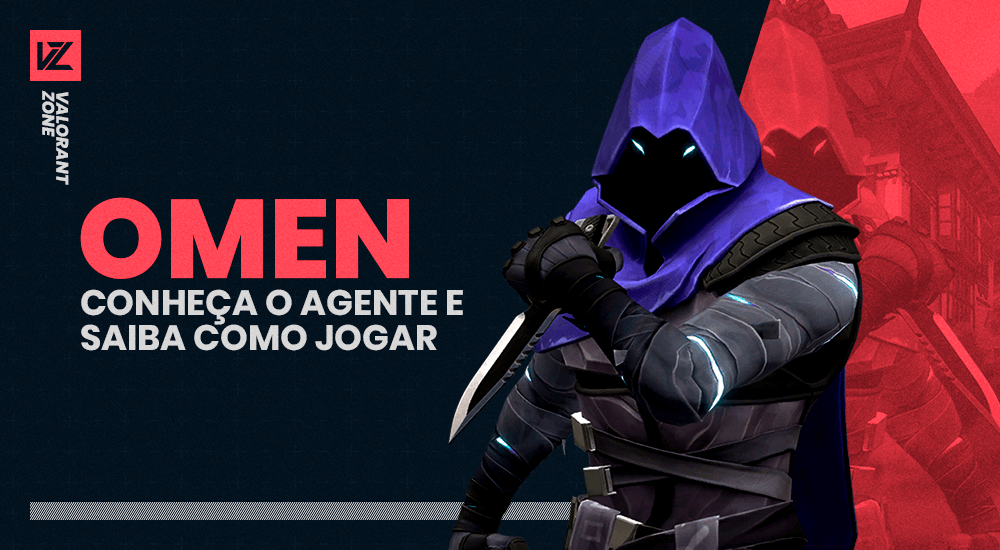 VZ
VALORANT
ZONE
OMEN
CONHEÇA O AGENTE E
SAIBA COMO JOGAR